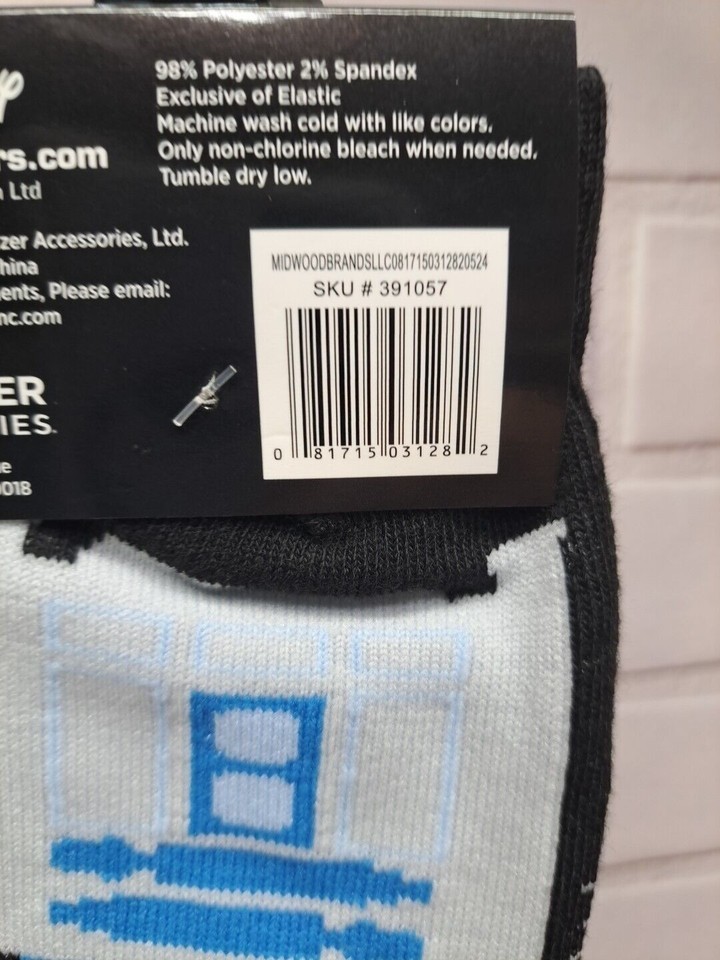 98% Polyester 2% Spandex
Exclusive of Elastic
Machine wash cold with like colors.
Only non-chlorine bleach when needed.
Tumble dry low.
rs.com
Ltd
zer Accessories, Ltd.
hina
ents, Please email:
nc.com
ER
IES
e
0018
MIDWOODBRANDSLLC0817150312820524
SKU # 391057
0 81715 03128 2